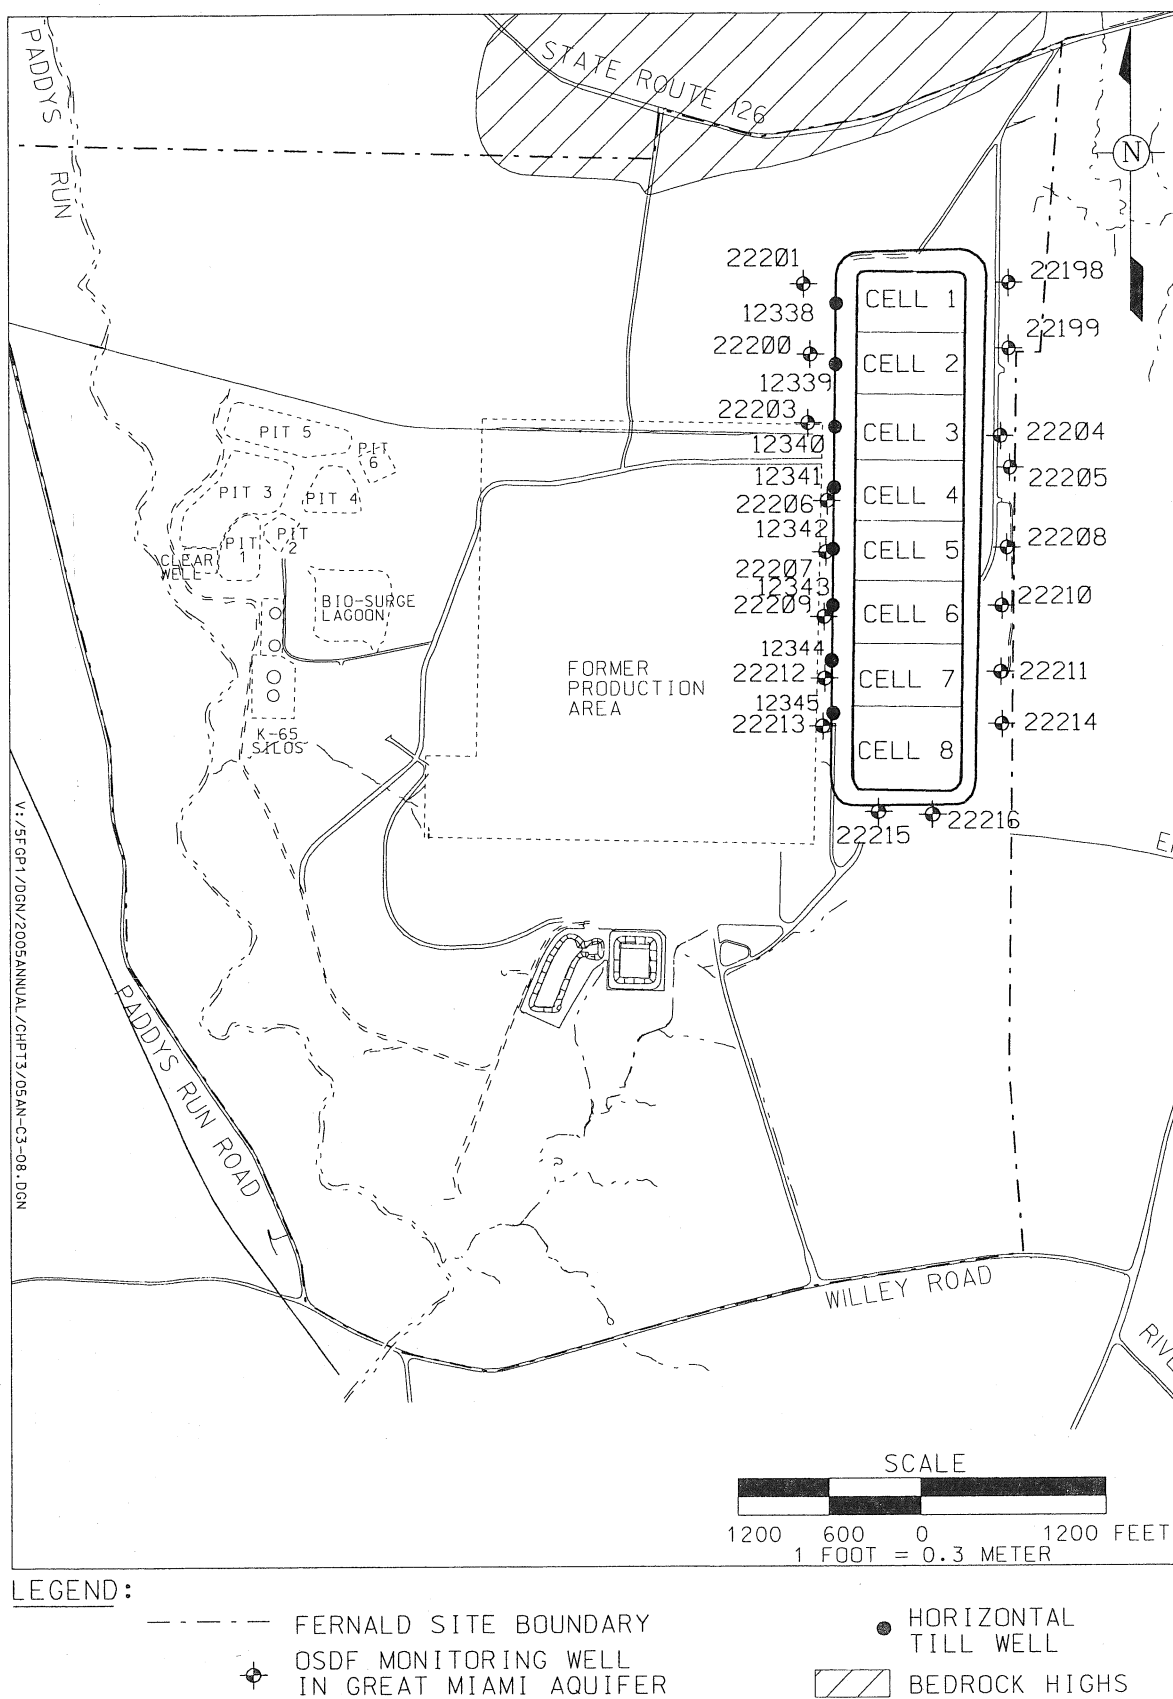 PADDYS
RUN
STATE ROUTE 126
N
22201
22198
CELL 1
12338
22199
22200
CELL 2
12339
22203
CELL 3
22204
12340
PIT 5
PIT
6
12341
22205
PIT 3
PIT 4
22206
CELL 4
12342
22208
PIT
1
PIT
2
CELL 5
CLEAR
WELL
22207
12343
22209
22210
BIO-SURGE
LAGOON
CELL 6
12344
FORMER
PRODUCTION
AREA
22212
CELL 7
22211
12345
22213
22214
K-65
SILOS
CELL 8
22215
22216
V:/5FGP1/DGN/2005ANNUAL/CHPT3/05AN-C3-08.DGN
PADDYS RUN ROAD
WILLEY ROAD
SCALE
1200 600 0 1200 FEET
1 FOOT = 0.3 METER
LEGEND:
FERNALD SITE BOUNDARY
OSDF MONITORING WELL
IN GREAT MIAMI AQUIFER
HORIZONTAL
TILL WELL
BEDROCK HIGHS